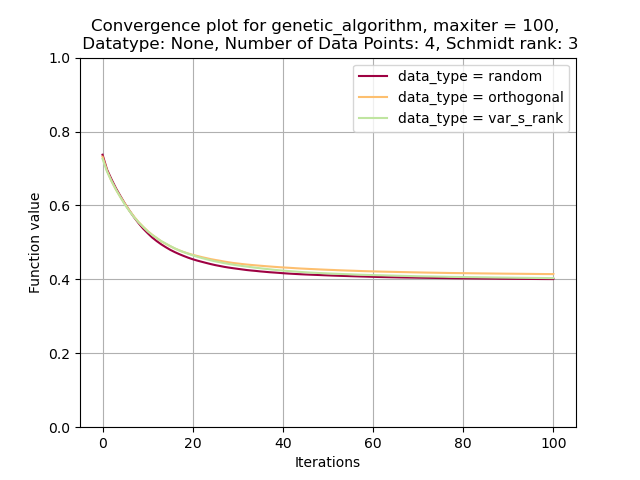 Convergence plot for genetic_algorithm, maxiter = 100,
Datatype: None, Number of Data Points: 4, Schmidt rank: 3
data_type = random
data_type = orthogonal
data_type = var_s_rank
Function value
1.0
0.8
0.6
0.4
0.2
0.0
0 20 40 60 80 100
Iterations